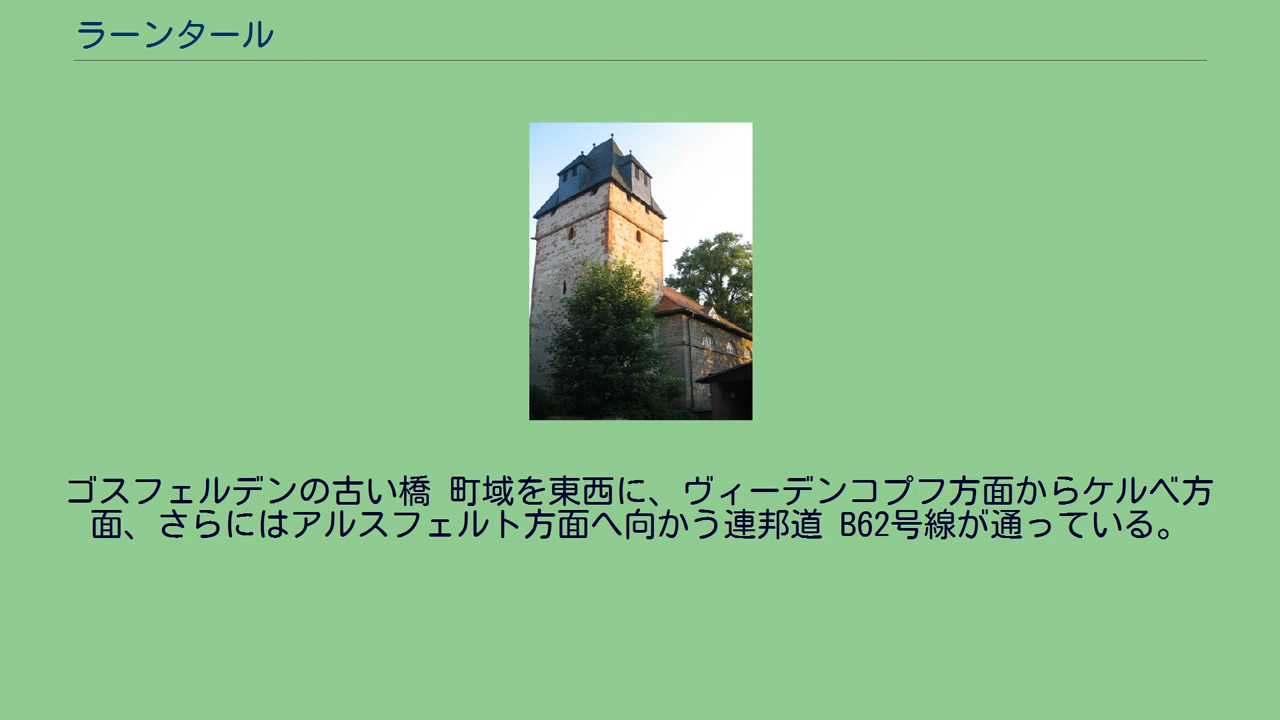 ラーンタール
ゴスフェルデンの古い橋 町域を東西に、ヴィーデンコプフ方面からケルベ方
面、さらにはアルスフェルト方面へ向かう連邦道 B62号線が通っている。